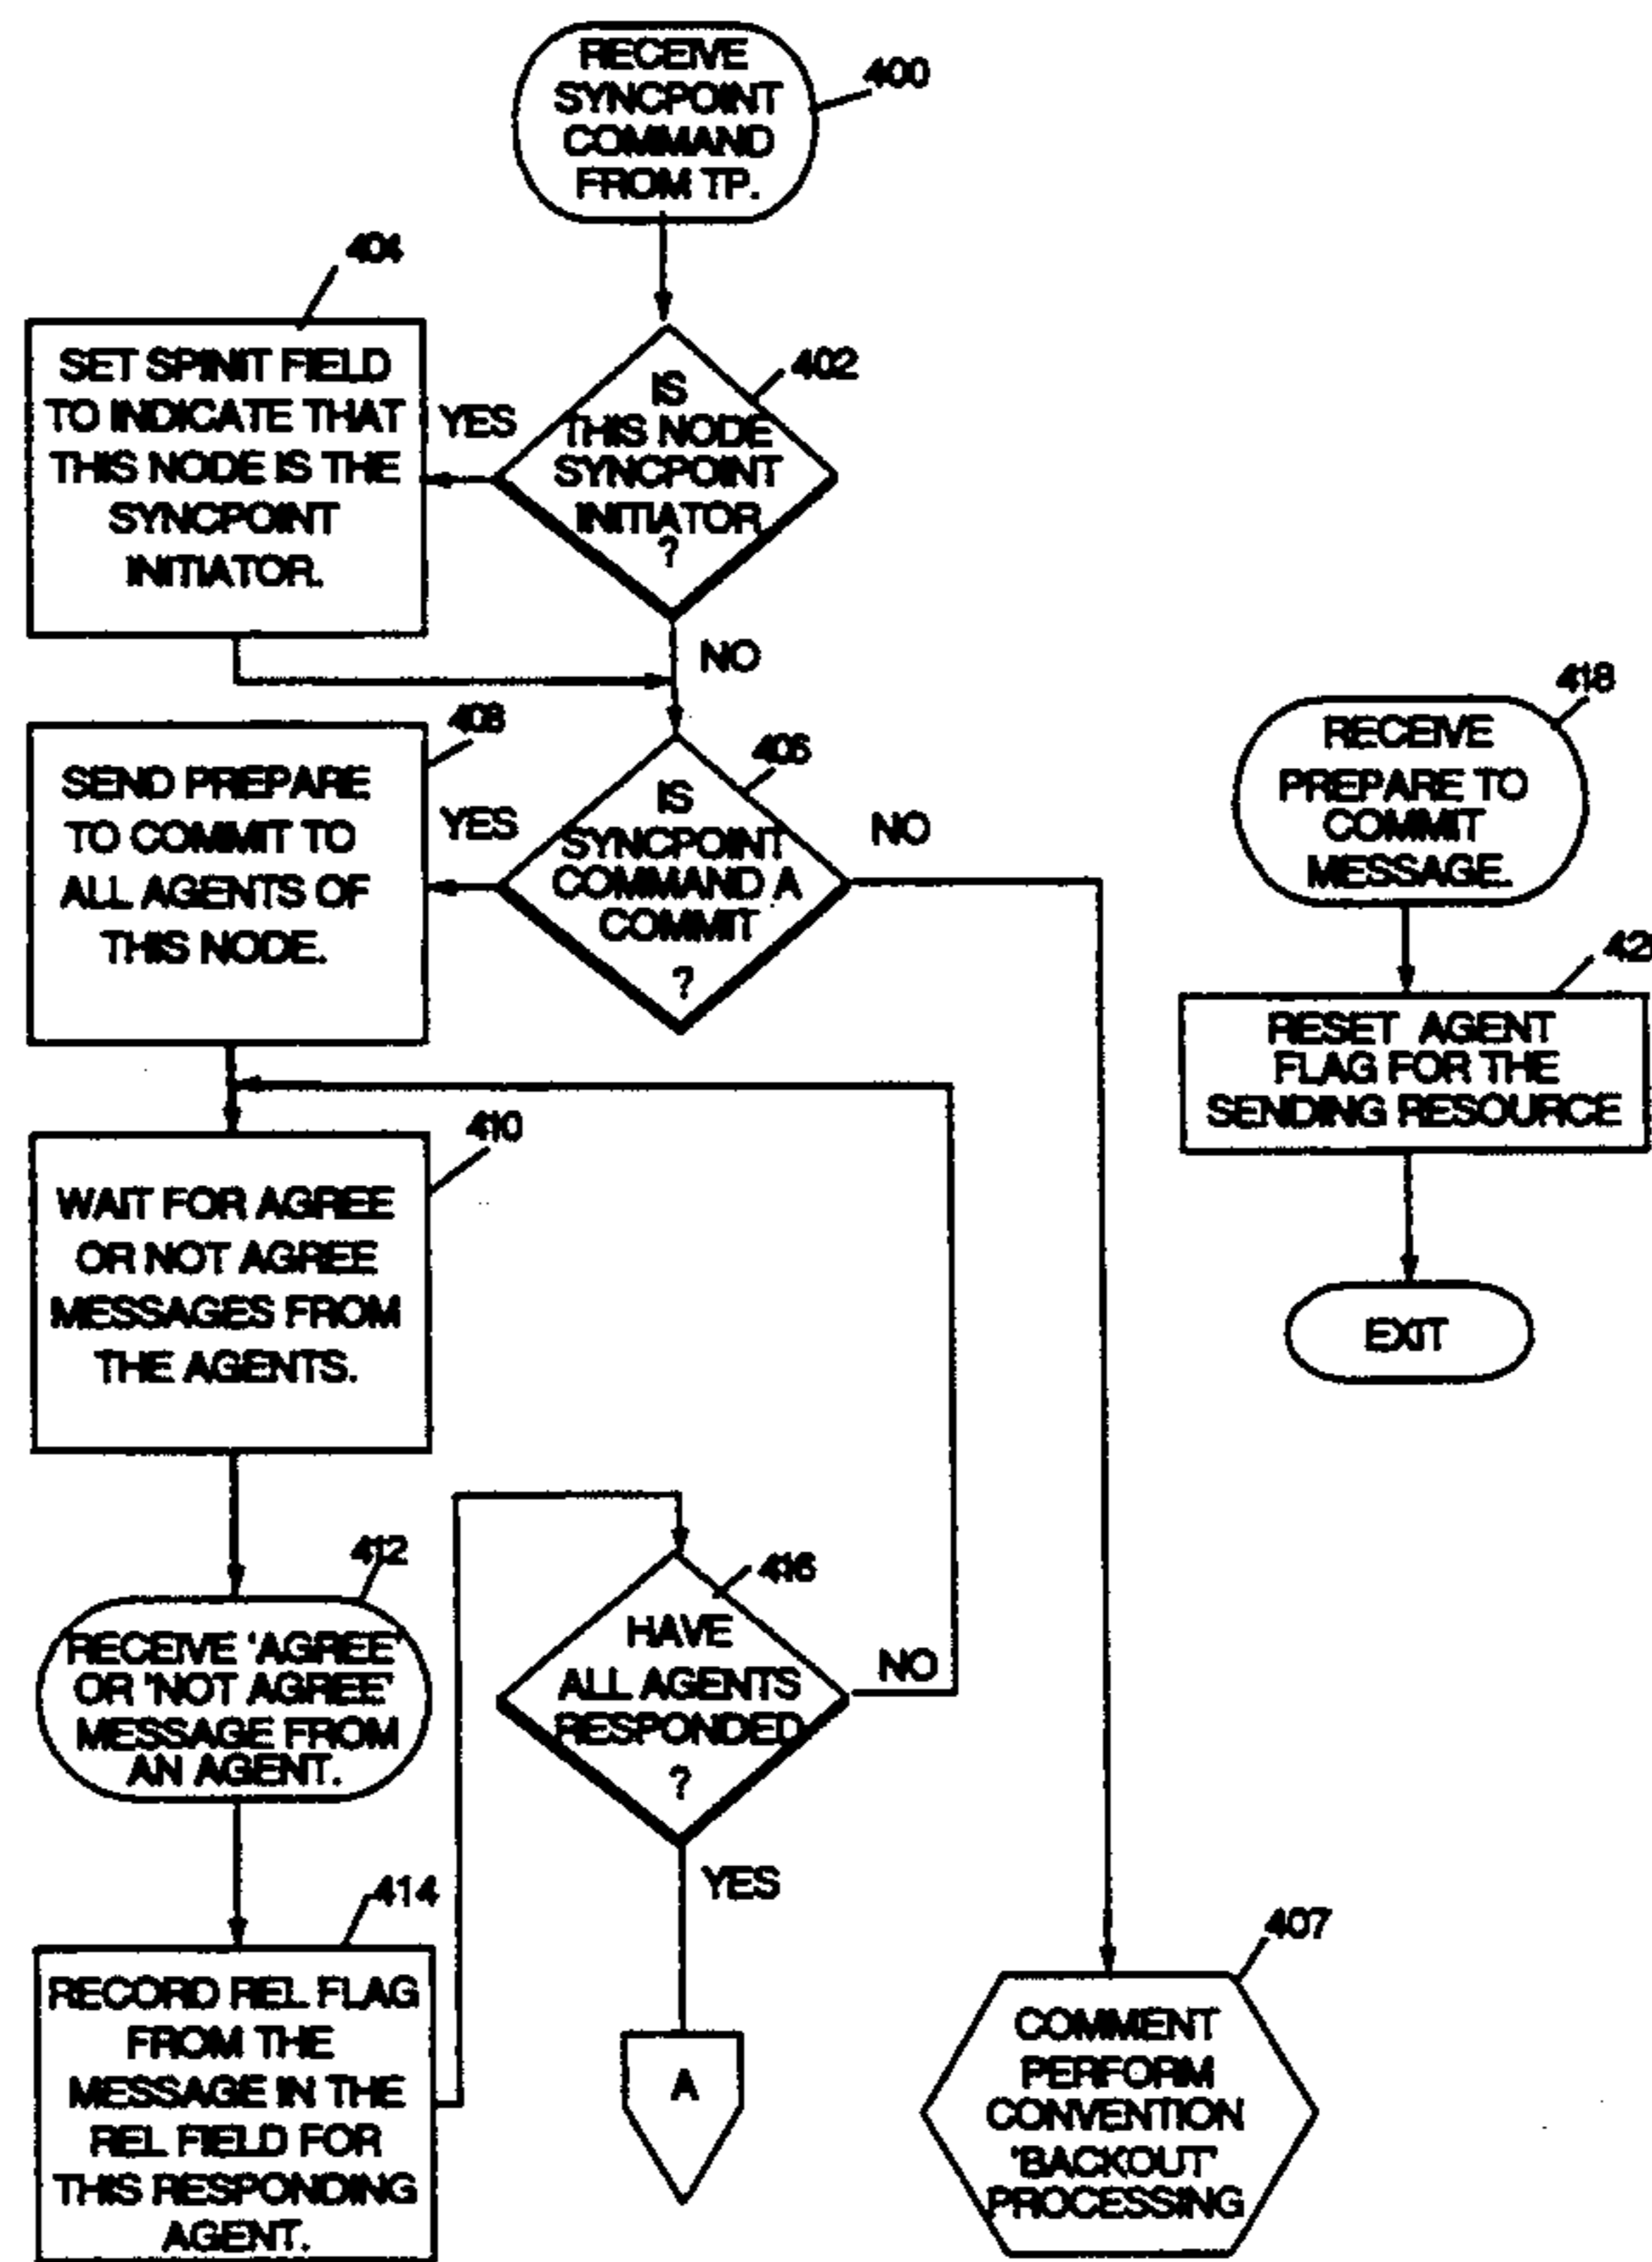 RECEIVE
SYNCPOINT
COMMAND
FROM TP.
400
404
SET SPINIT FIELD
TO INDICATE THAT
THIS NODE IS THE
SYNCPOINT
INITIATOR.
YES
IS
THIS NODE
SYNCPOINT
INITIATOR
?
402
NO
408
SEND PREPARE
TO COMMIT TO
ALL AGENTS OF
THIS NODE.
YES
IS
SYNCPOINT
COMMAND A
COMMIT
?
NO
410
WAIT FOR AGREE
OR NOT AGREE
MESSAGES FROM
THE AGENTS.
412
RECEIVE 'AGREE'
OR 'NOT AGREE'
MESSAGE FROM
AN AGENT.
414
RECORD REL FLAG
FROM THE
MESSAGE IN THE
REL FIELD FOR
THIS RESPONDING
AGENT.
416
HAVE
ALL AGENTS
RESPONDED
?
NO
YES
A
407
COMMENT
PERFORM
CONVENTION
'BACKOUT'
PROCESSING
418
RECEIVE
PREPARE TO
COMMIT
MESSAGE.
RESET AGENT
FLAG FOR THE
SENDING RESOURCE
EXIT